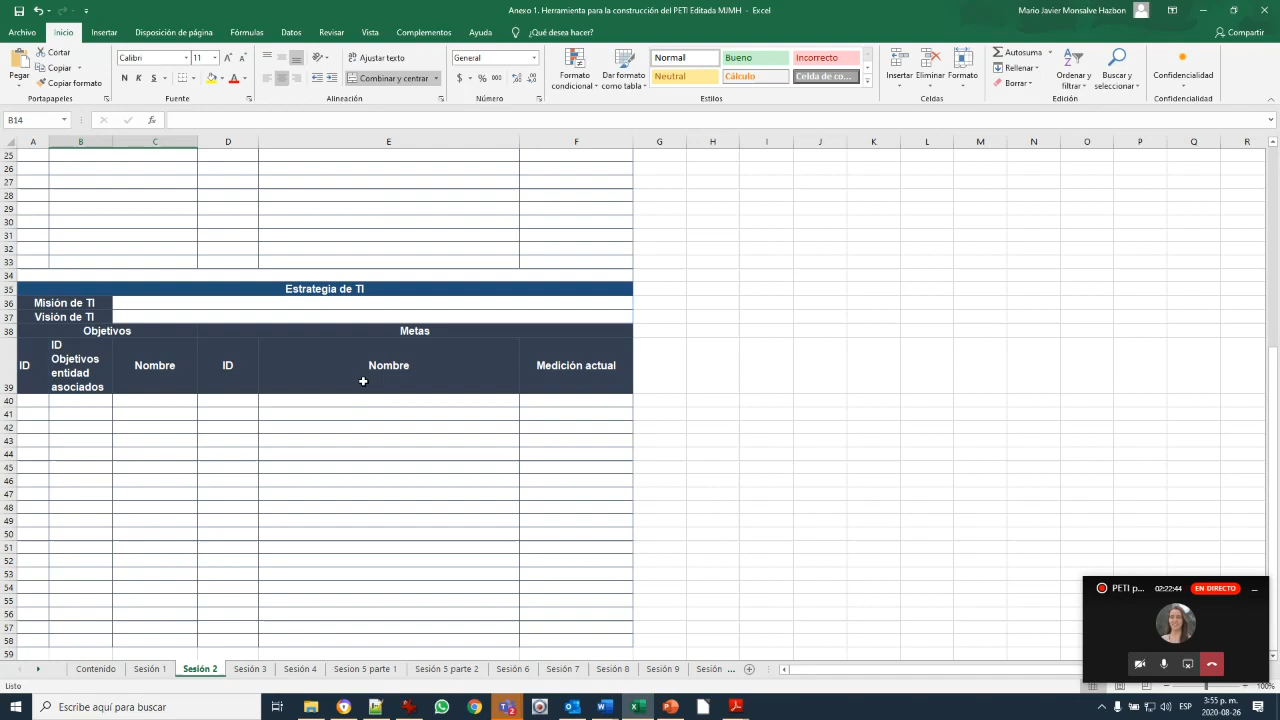 Anexo 1. Herramienta para la construcción del PETI Editada MJMH - Excel
Mario Javier Monsalve Hazbon
Archivo Inicio Insertar Disposición de página Fórmulas Datos Revisar Vista Complementos Ayuda ¿Qué desea hacer? Compartir
Pegar
Cortar
Copiar
Copiar formato
Portapapeles
Calibri 11
N K S
Fuente
Ajustar texto
Combinar y centrar
Alineación
General
$ % 000
Número
Formato condicional
Dar formato como tabla
Normal Bueno Incorrecto
Neutral Cálculo Celda de co...
Estilos
Insertar Eliminar Formato
Celdas
Autosuma
Rellenar
Borrar
Ordenar y filtrar
Buscar y seleccionar
Edición
Confidencialidad
Confidencialidad
B14
fx
A B C D E F G H I J K L M N O P Q R
25
26
27
28
29
30
31
32
33
34
35 Estrategia de TI
36 Misión de TI
37 Visión de TI
38 Objetivos Metas
39 ID ID Objetivos entidad asociados Nombre ID Nombre Medición actual
40
41
42
43
44
45
46
47
48
49
50
51
52
53
54
55
56
57
58
59
PETI p... 02:22:44 EN DIRECTO
Contenido Sesión 1 Sesión 2 Sesión 3 Sesión 4 Sesión 5 parte 1 Sesión 5 parte 2 Sesión 6 Sesión 7 Sesión 8 Sesión 9 Sesión ...
Listo
100%
Escribe aquí para buscar
ESP
3:55 p. m.
2020-08-26